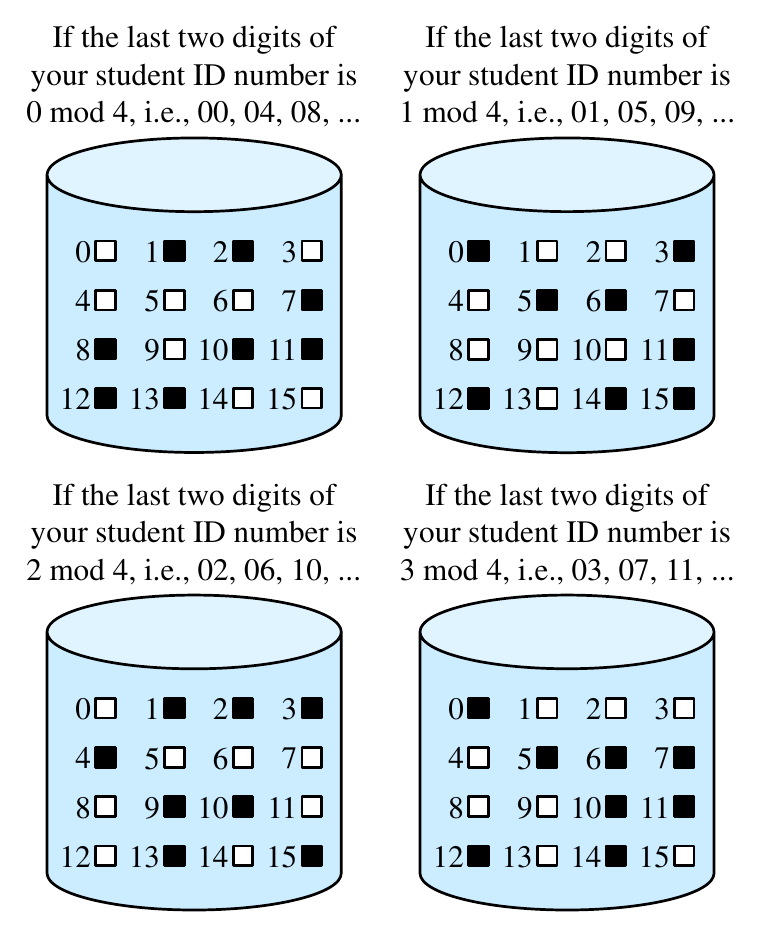 If the last two digits of
your student ID number is
0 mod 4, i.e., 00, 04, 08, ...
0 1 2 3
4 5 6 7
8 9 10 11
12 13 14 15
If the last two digits of
your student ID number is
1 mod 4, i.e., 01, 05, 09, ...
0 1 2 3
4 5 6 7
8 9 10 11
12 13 14 15
If the last two digits of
your student ID number is
2 mod 4, i.e., 02, 06, 10, ...
0 1 2 3
4 5 6 7
8 9 10 11
12 13 14 15
If the last two digits of
your student ID number is
3 mod 4, i.e., 03, 07, 11, ...
0 1 2 3
4 5 6 7
8 9 10 11
12 13 14 15